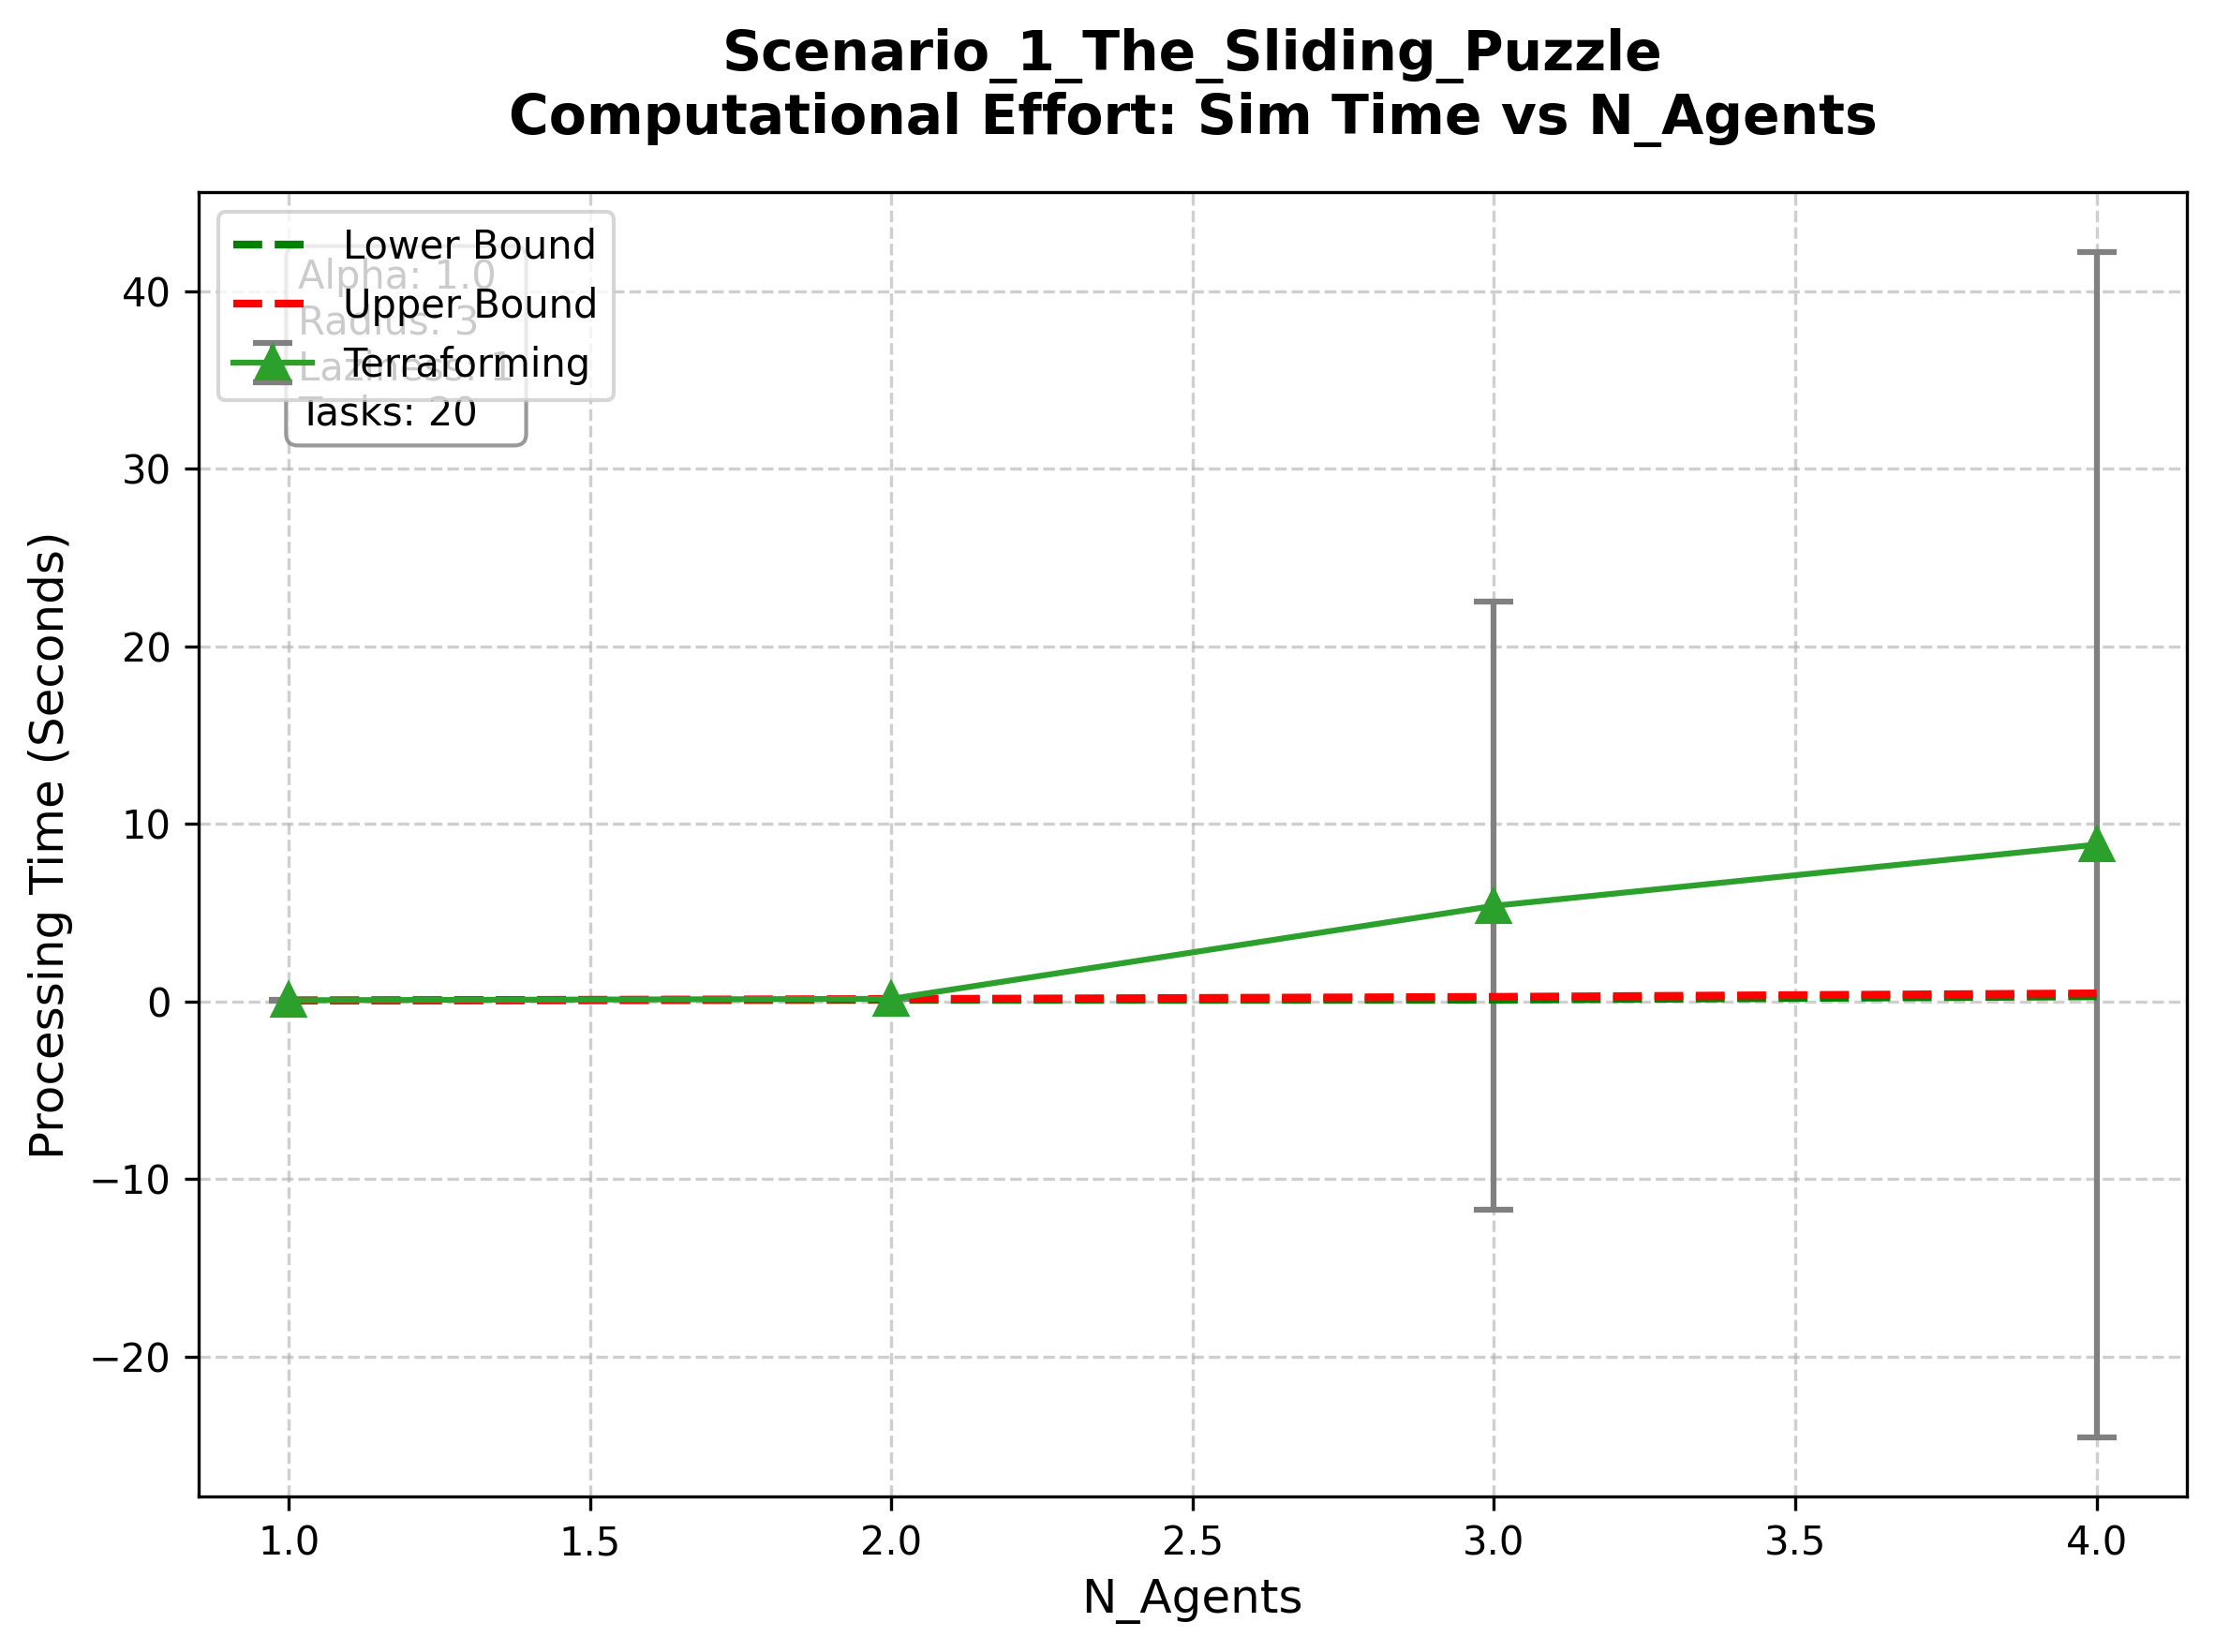 Scenario_1_The_Sliding_Puzzle
Computational Effort: Sim Time vs N_Agents
Lower Bound
Upper Bound
Terraforming
Alpha: 1.0
Radius: 3
Laziness: 1
Tasks: 20
Processing Time (Seconds)
40
30
20
10
0
−10
−20
1.0
1.5
2.0
2.5
3.0
3.5
4.0
N_Agents